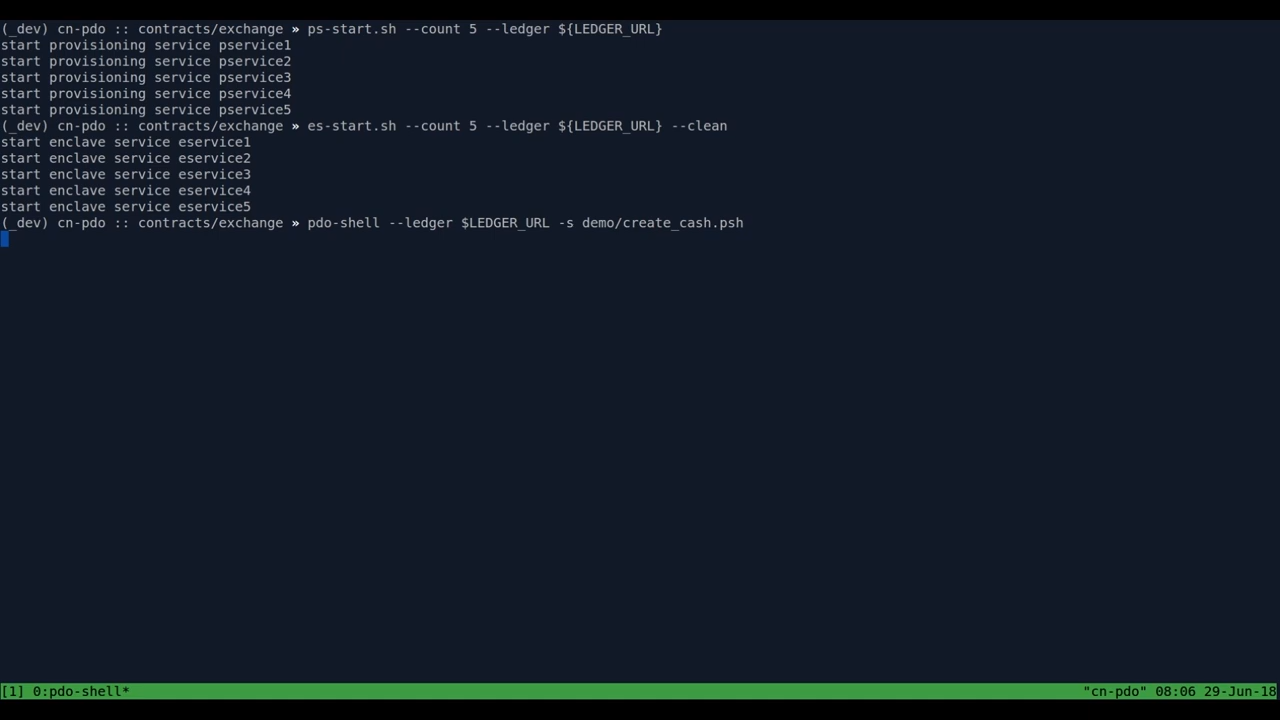 (_dev) cn-pdo :: contracts/exchange » ps-start.sh --count 5 --ledger ${LEDGER_URL}
start provisioning service pservice1
start provisioning service pservice2
start provisioning service pservice3
start provisioning service pservice4
start provisioning service pservice5
(_dev) cn-pdo :: contracts/exchange » es-start.sh --count 5 --ledger ${LEDGER_URL} --clean
start enclave service eservice1
start enclave service eservice2
start enclave service eservice3
start enclave service eservice4
start enclave service eservice5
(_dev) cn-pdo :: contracts/exchange » pdo-shell --ledger $LEDGER_URL -s demo/create_cash.psh
[1] 0:pdo-shell* "cn-pdo" 08:06 29-Jun-18